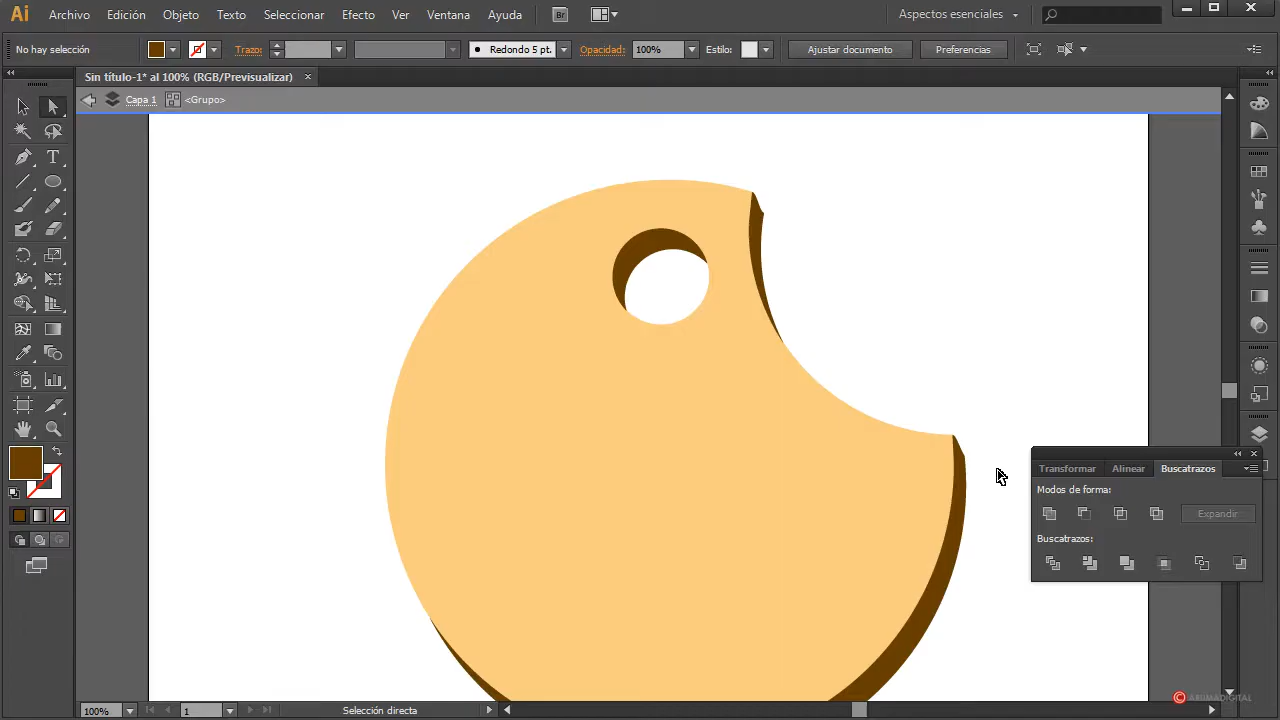 Ai Archivo Edición Objeto Texto Seleccionar Efecto Ver Ventana Ayuda Br Aspectos esenciales
No hay selección Trazo: Redondo 5 pt. Opacidad: 100% Estilo: Ajustar documento Preferencias
Sin título-1* al 100% (RGB/Previsualizar)
Capa 1 <Grupo>
Transformar Alinear Buscatrazos
Modos de forma:
Expandir
Buscatrazos:
100% 1 Selección directa